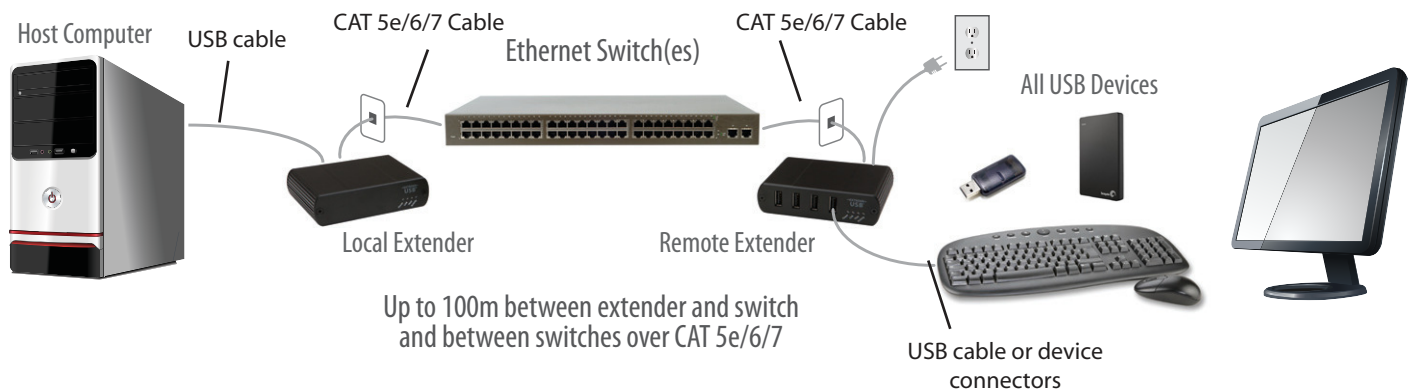 Host Computer
USB cable
CAT 5e/6/7 Cable
Ethernet Switch(es)
CAT 5e/6/7 Cable
All USB Devices
USB
USB
Local Extender
Remote Extender
Up to 100m between extender and switch
and between switches over CAT 5e/6/7
USB cable or device
connectors